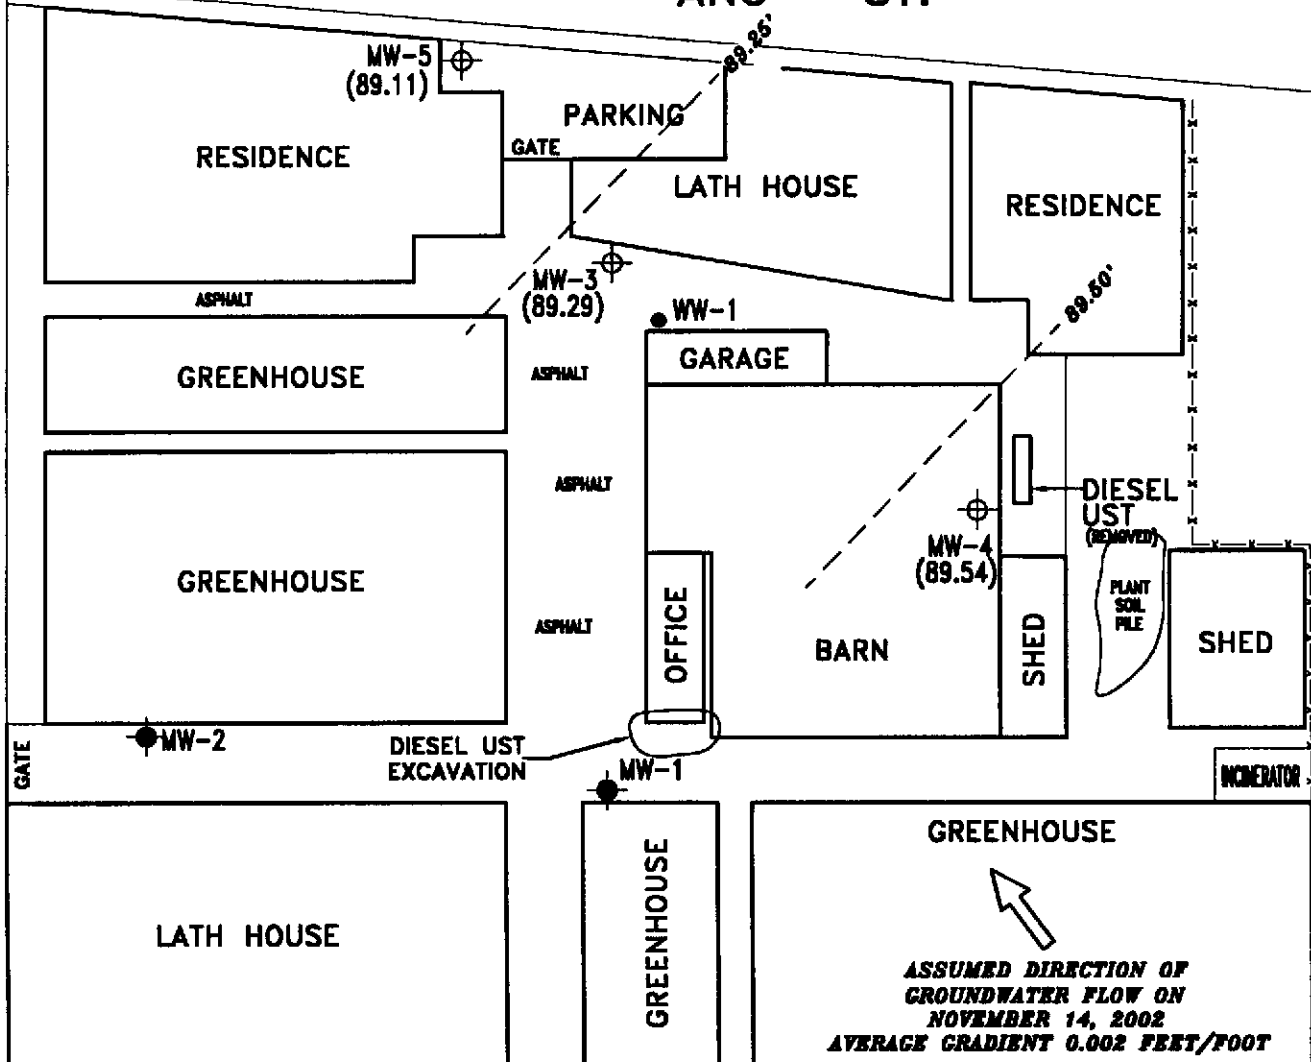 89.25'
MW-5
(89.11)
PARKING
GATE
RESIDENCE
LATH HOUSE
RESIDENCE
MW-3
(89.29)
89.50'
ASPHALT
WW-1
GARAGE
GREENHOUSE
ASPHALT
ASPHALT
DIESEL
UST
(REMOVED)
MW-4
(89.54)
GREENHOUSE
PLANT
SOIL
PILE
OFFICE
ASPHALT
BARN
SHED
SHED
MW-2
GATE
DIESEL UST
EXCAVATION
MW-1
INCINERATOR
GREENHOUSE
LATH HOUSE
GREENHOUSE
ASSUMED DIRECTION OF
GROUNDWATER FLOW ON
NOVEMBER 14, 2002
AVERAGE GRADIENT 0.002 FEET/FOOT